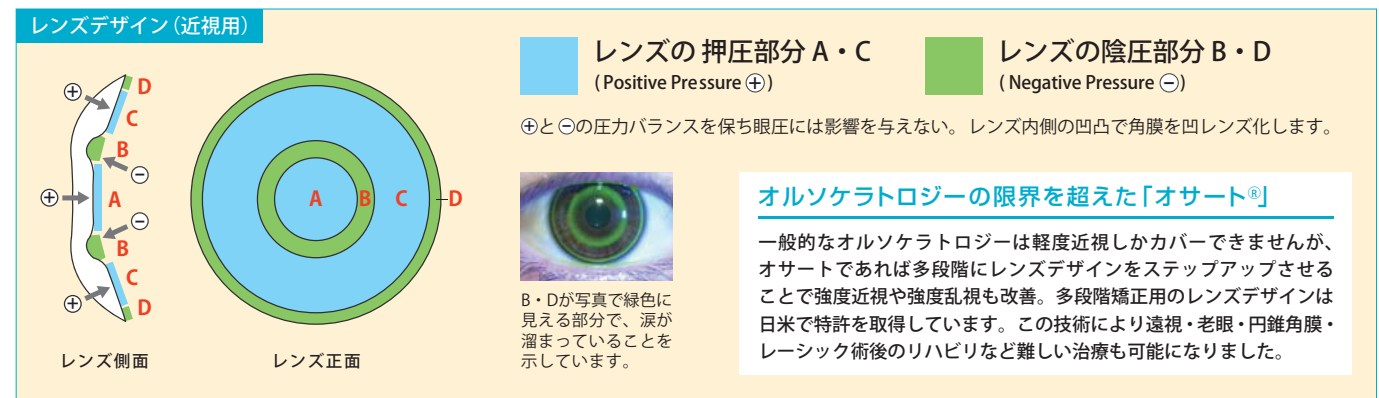 レンズデザイン（近視用）
D
C
B
A
B
C
D
⊕
⊖
⊕
⊖
⊕
レンズ側面
A B C D
レンズ正面
レンズの 押圧部分 A・C
( Positive Pressure ⊕)
レンズの陰圧部分 B・D
( Negative Pressure ⊖)
⊕と⊖の圧力バランスを保ち眼圧には影響を与えない。レンズ内側の凹凸で角膜を凹レンズ化します。
B・Dが写真で緑色に
見える部分で、涙が
溜まっていることを
示しています。
オルソケラトロジーの限界を超えた「オサート®」
一般的なオルソケラトロジーは軽度近視しかカバーできませんが、
オサートであれば多段階にレンズデザインをステップアップさせる
ことで強度近視や強度乱視も改善。多段階矯正用のレンズデザインは
日米で特許を取得しています。この技術により遠視・老眼・円錐角膜・
レーシック術後のリハビリなど難しい治療も可能になりました。